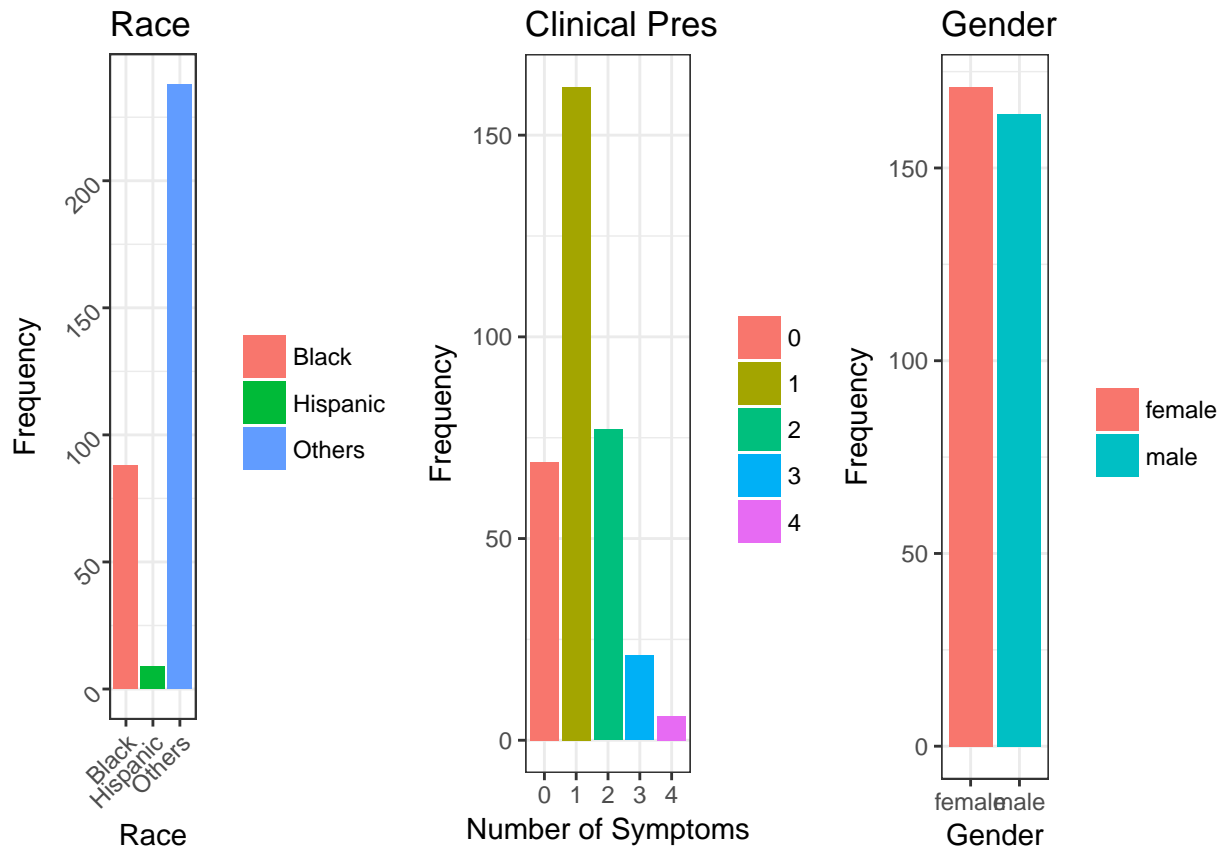 Race
Frequency
200
150
100
50
0
Black
Hispanic
Others
Race
Black
Hispanic
Others
Clinical Pres
Frequency
150
100
50
0
0
1
2
3
4
Number of Symptoms
0
1
2
3
4
Gender
Frequency
150
100
50
0
female
male
Gender
female
male